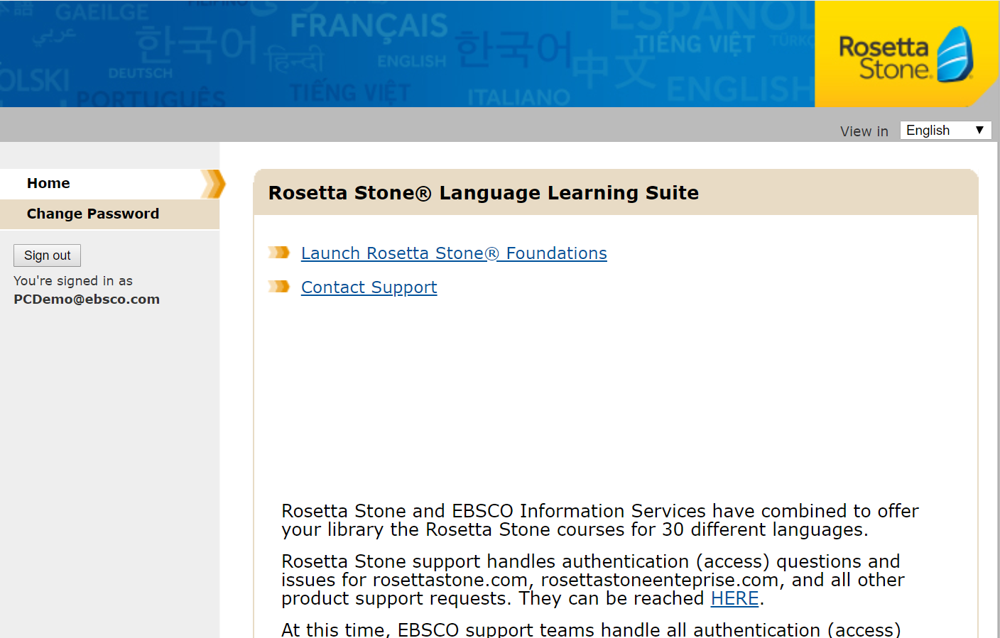 GAEILGE
FRANÇAIS
ESPAÑOL
عربي
한국어
हिन्दी
ENGLISH
한국어
TIẾNG VIỆT
TÜRKÇ
OLSKI
DEUTSCH
中文
PORTUGUÊS
TIẾNG VIỆT
ITALIANO
ENGLISH
Rosetta
Stone®
View in English
Home
Change Password
Sign out
You're signed in as
PCDemo@ebsco.com
Rosetta Stone® Language Learning Suite
Launch Rosetta Stone® Foundations
Contact Support
Rosetta Stone and EBSCO Information Services have combined to offer
your library the Rosetta Stone courses for 30 different languages.
Rosetta Stone support handles authentication (access) questions and
issues for rosettastone.com, rosettastoneenteprise.com, and all other
product support requests. They can be reached HERE.
At this time, EBSCO support teams handle all authentication (access)